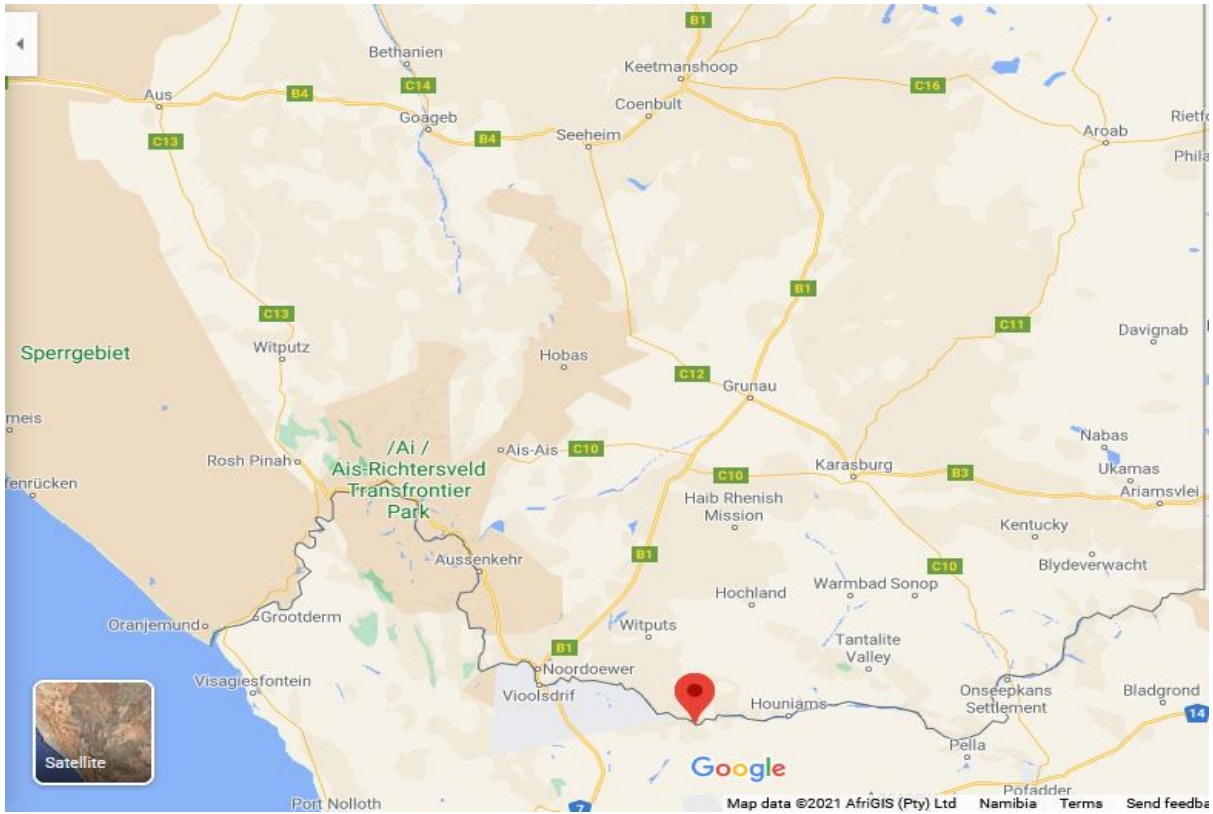 B1
Bethanien
Keetmanshoop
C14
C16
Aus
B4
Coenbult
Goageb
B4
Seeheim
Aroab
Rietf
C13
Phila
B1
C13
C11
Davignab
Witputz
Sperrgebiet
Hobas
C12
Grunau
meis
Nabas
/Ai /
Ais-Richtersveld
Transfrontier
Park
Ais-Ais
C10
Rosh Pinah
Karasburg
C10
B3
Ukamas
Ariamsvlei
fenrücken
Haib Rhenish
Mission
Kentucky
B1
Aussenkehr
C10
Blydeverwacht
Warmbad
Sonop
Hochland
Oranjemund
Grootderm
Witputs
Tantalite
Valley
B1
Noordoewer
Visagiesfontein
Vioolsdrif
Onseepkans
Settlement
Bladgrond
Houniams
14
Pella
Satellite
Google
Pofadder
Port Nolloth
7
Map data ©2021 AfriGIS (Pty) Ltd
Namibia
Terms
Send feedba